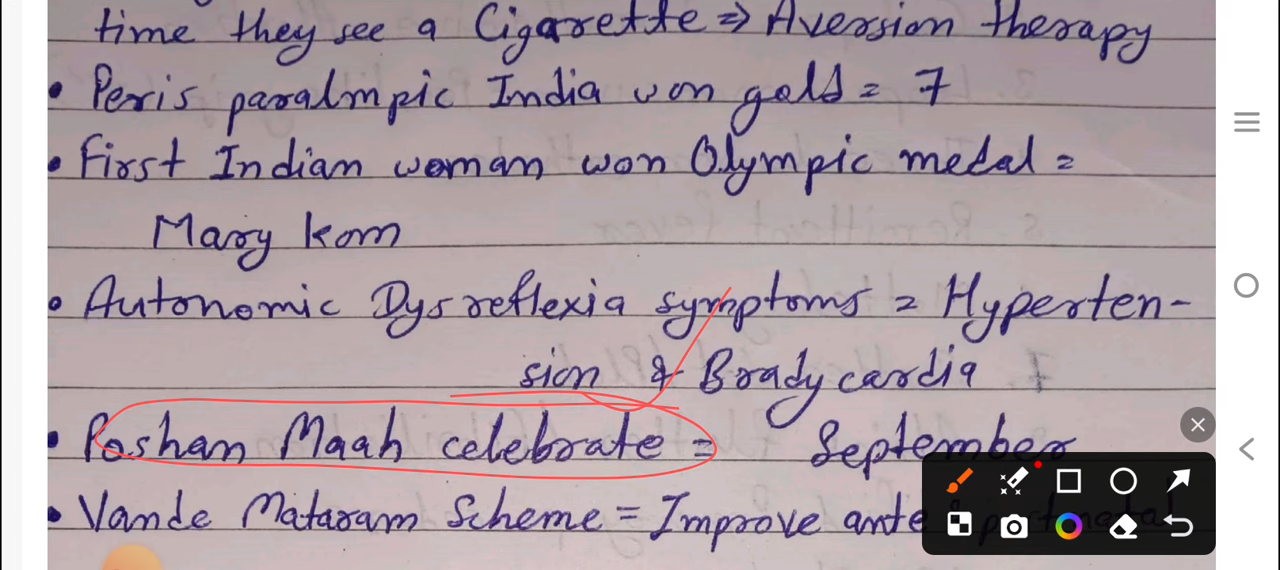 time they see a Cigarette ⇒ Aversion therapy
• Peris paralmpic India won gold = 7
• First Indian woman won Olympic medal =
Mary kom
• Autonomic Dysreflexia symptoms = Hyperten-
sion & Bradycardia
• Poshan Maah celebrate = September
• Vande Mataram Scheme = Improve ante